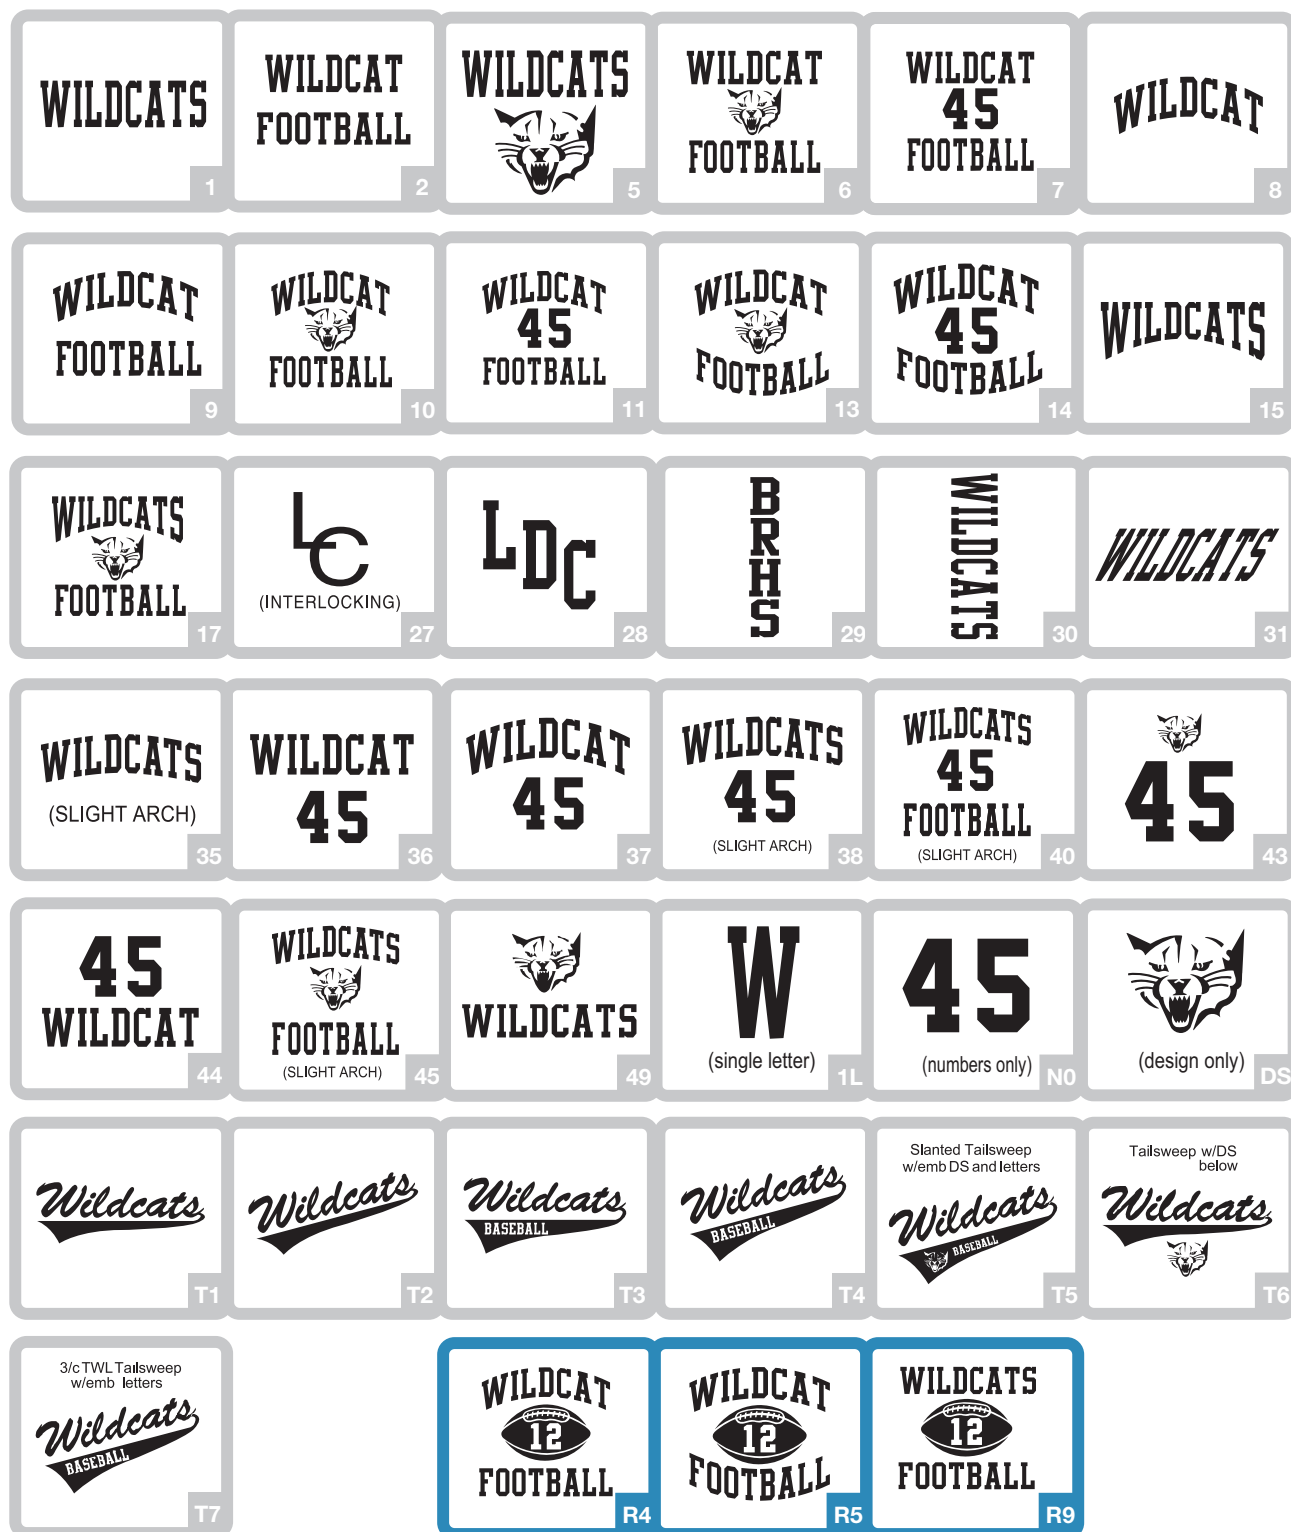 WILDCATS
1
WILDCAT
FOOTBALL
2
WILDCATS
5
WILDCAT
FOOTBALL
6
WILDCAT
45
FOOTBALL
7
WILDCAT
8
WILDCAT
FOOTBALL
9
WILDCAT
FOOTBALL
10
WILDCAT
45
FOOTBALL
11
WILDCAT
FOOTBALL
13
WILDCAT
45
FOOTBALL
14
WILDCATS
15
WILDCATS
FOOTBALL
17
LC
(INTERLOCKING)
27
LDC
28
BRHS
29
WILDCATS
30
WILDCATS
31
WILDCATS
(SLIGHT ARCH)
35
WILDCAT
45
36
WILDCAT
45
37
WILDCATS
45
(SLIGHT ARCH)
38
WILDCATS
45
FOOTBALL
(SLIGHT ARCH)
40
45
43
45
WILDCAT
44
WILDCATS
FOOTBALL
(SLIGHT ARCH)
45
WILDCATS
49
W
(single letter)
1L
45
(numbers only)
N0
(design only)
DS
Wildcats
T1
Wildcats
T2
Wildcats
BASEBALL
T3
Wildcats
BASEBALL
T4
Slanted Tailsweep
w/emb DS and letters
Wildcats
BASEBALL
T5
Tailsweep w/DS
below
Wildcats
T6
3/c TWL Tailsweep
w/emb letters
Wildcats
BASEBALL
T7
WILDCAT
12
FOOTBALL
R4
WILDCAT
12
FOOTBALL
R5
WILDCATS
12
FOOTBALL
R9